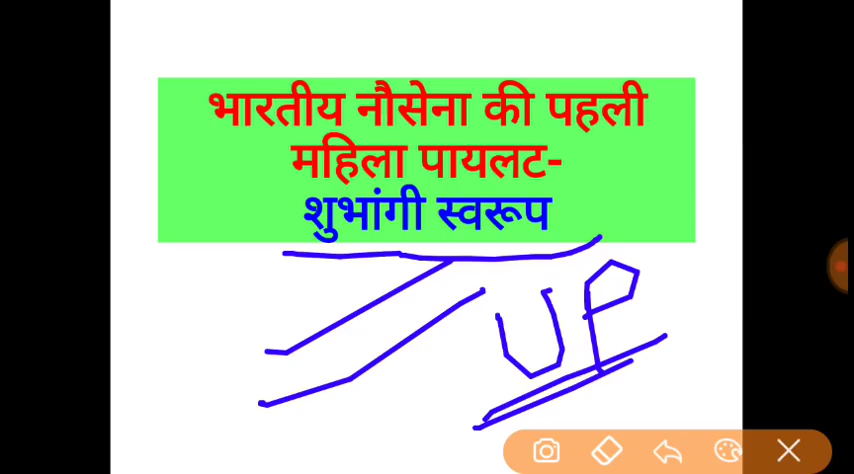 भारतीय नौसेना की पहली
महिला पायलट-
शुभांगी स्वरूप
UP